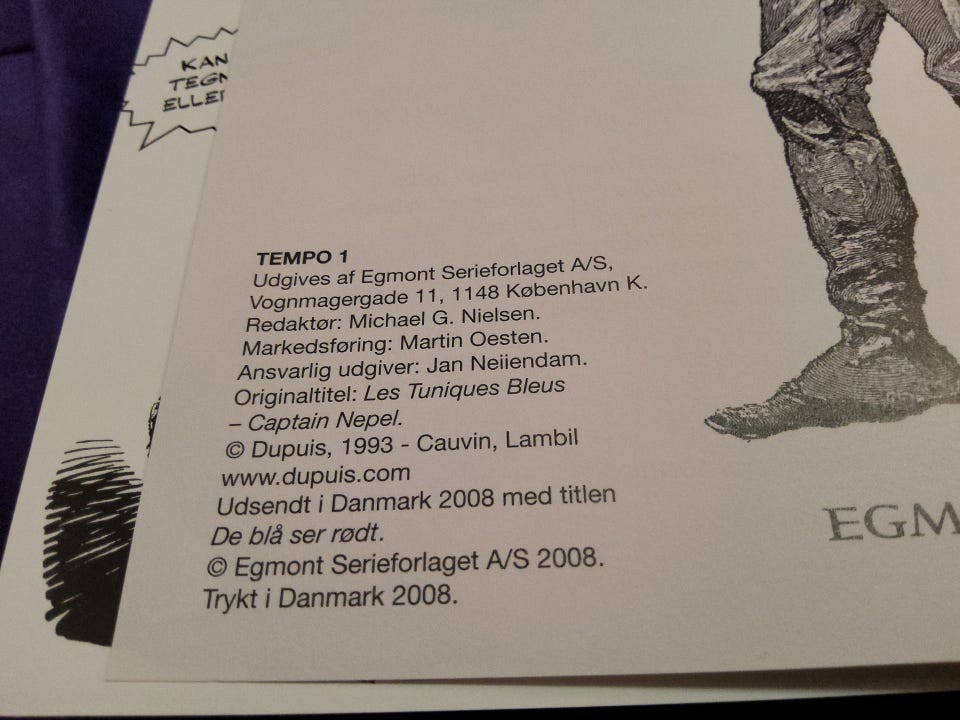 KAN
TEGN
ELLE
TEMPO 1
Udgives af Egmont Serieforlaget A/S,
Vognmagergade 11, 1148 København K.
Redaktør: Michael G. Nielsen.
Markedsføring: Martin Oesten.
Ansvarlig udgiver: Jan Neiiendam.
Originaltitel: Les Tuniques Bleus
– Captain Nepel.
© Dupuis, 1993 - Cauvin, Lambil
www.dupuis.com
Udsendt i Danmark 2008 med titlen
De blå ser rødt.
© Egmont Serieforlaget A/S 2008.
Trykt i Danmark 2008.
EGM